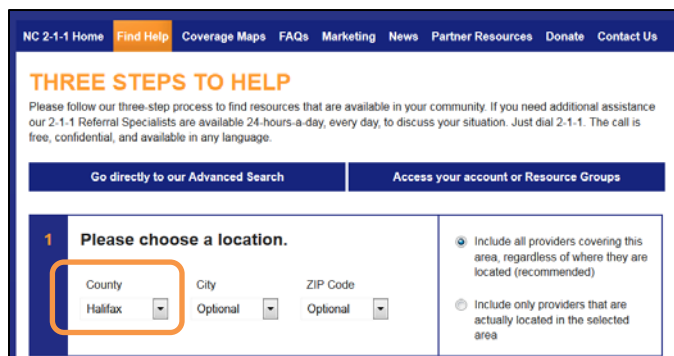 NC 2-1-1 Home Find Help Coverage Maps FAQs Marketing News Partner Resources Donate Contact Us
THREE STEPS TO HELP
Please follow our three-step process to find resources that are available in your community. If you need additional assistance
our 2-1-1 Referral Specialists are available 24-hours-a-day, every day, to discuss your situation. Just dial 2-1-1. The call is
free, confidential, and available in any language.
Go directly to our Advanced Search Access your account or Resource Groups
1 Please choose a location.
County City ZIP Code
Halifax Optional Optional
Include all providers covering this
area, regardless of where they are
located (recommended)
Include only providers that are
actually located in the selected
area